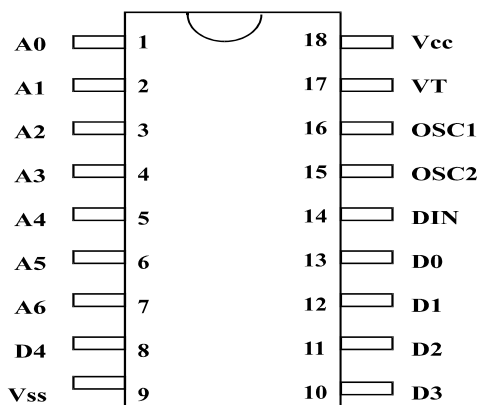 A0 1 18 Vcc
A1 2 17 VT
A2 3 16 OSC1
A3 4 15 OSC2
A4 5 14 DIN
A5 6 13 D0
A6 7 12 D1
D4 8 11 D2
Vss 9 10 D3